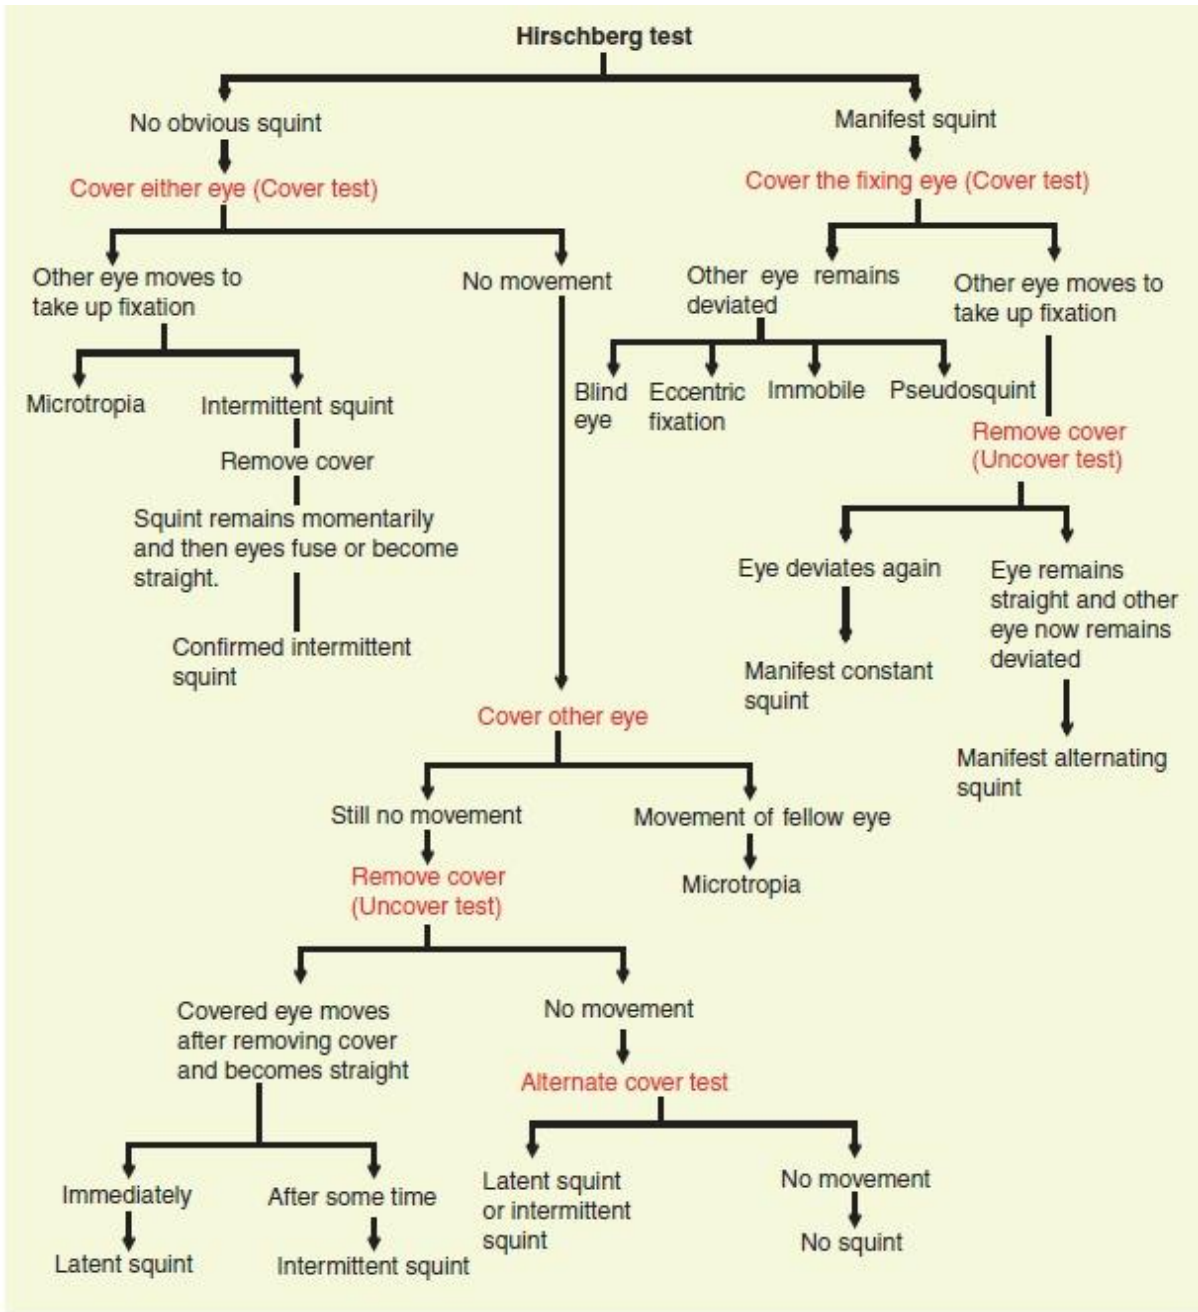 Hirschberg test
No obvious squint
Manifest squint
Cover either eye (Cover test)
Cover the fixing eye (Cover test)
Other eye moves to
take up fixation
No movement
Other eye remains
deviated
Other eye moves to
take up fixation
Microtropia
Intermittent squint
Blind
eye
Eccentric
fixation
Immobile
Pseudosquint
Remove cover
Remove cover
(Uncover test)
Squint remains momentarily
and then eyes fuse or become
straight.
Eye deviates again
Eye remains
straight and other
eye now remains
deviated
Confirmed intermittent
squint
Manifest constant
squint
Manifest alternating
squint
Cover other eye
Still no movement
Movement of fellow eye
Remove cover
(Uncover test)
Microtropia
Covered eye moves
after removing cover
and becomes straight
No movement
Alternate cover test
Immediately
After some time
Latent squint
or intermittent
squint
No movement
Latent squint
Intermittent squint
No squint